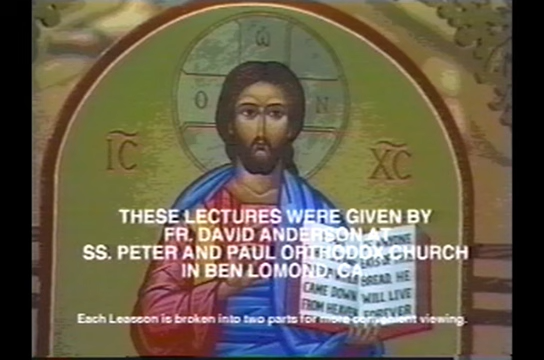 Ὤ
Ο Ν
IC XC
THESE LECTURES WERE GIVEN BY
FR. DAVID ANDERSON AT
SS. PETER AND PAUL ORTHODOX CHURCH
IN BEN LOMOND, CA.
Each Leasson is broken into two parts for more convenient viewing.
CAME DOWN
FROM
BREAD, HE
WILL LIVE
FOREVER